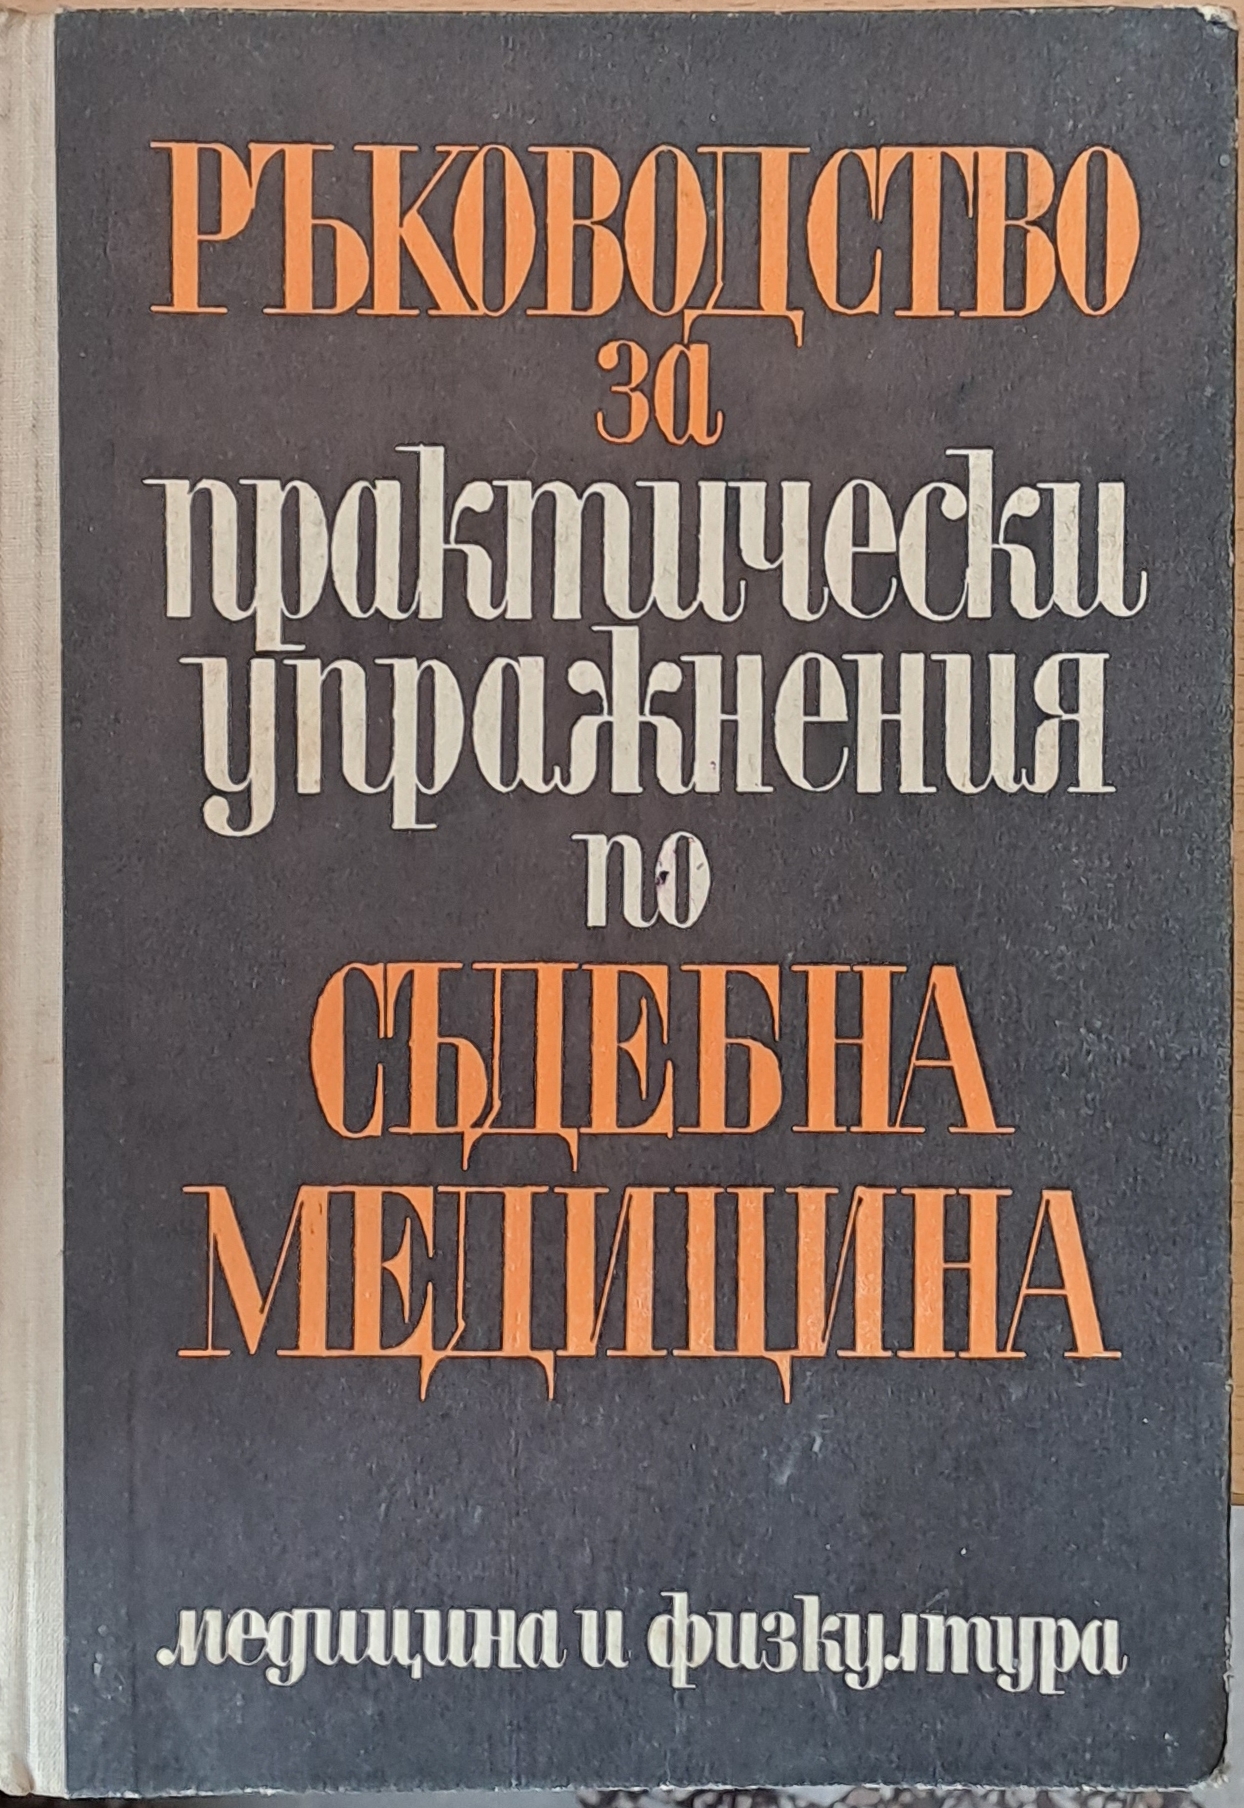 РЪКОВОДСТВО
за
практически
упражнения
по
СЪДЕБНА
МЕДИЦИНА
медицина и физкултура